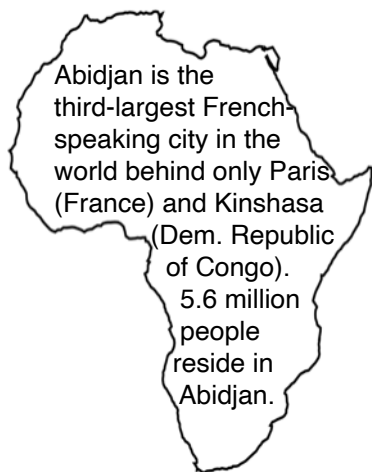 Abidjan is the
third-largest French-
speaking city in the
world behind only Paris
(France) and Kinshasa
(Dem. Republic
of Congo).
5.6 million
people
reside in
Abidjan.